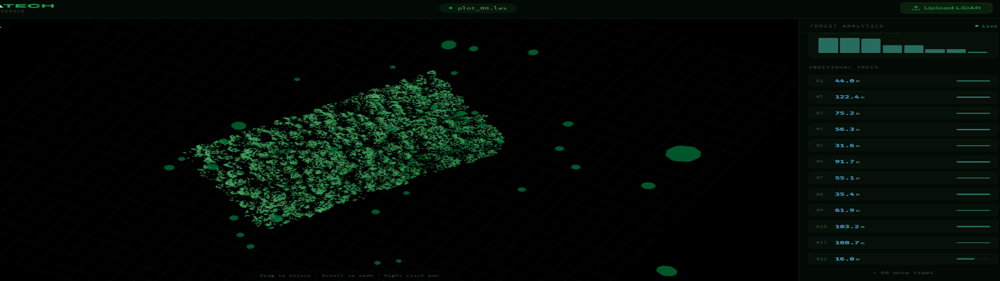 TECH
IGENCE
plot_08.las
Upload LiDAR
FOREST ANALYTICS
Live
INDIVIDUAL TREES
#1 44.0 m
#2 122.4 m
#3 75.2 m
#4 56.3 m
#5 31.6 m
#6 91.7 m
#7 55.1 m
#8 35.4 m
#9 61.9 m
#10 103.2 m
#11 108.7 m
#12 16.0 m
+ 60 more trees
Drag to rotate · Scroll to zoom · Right click pan